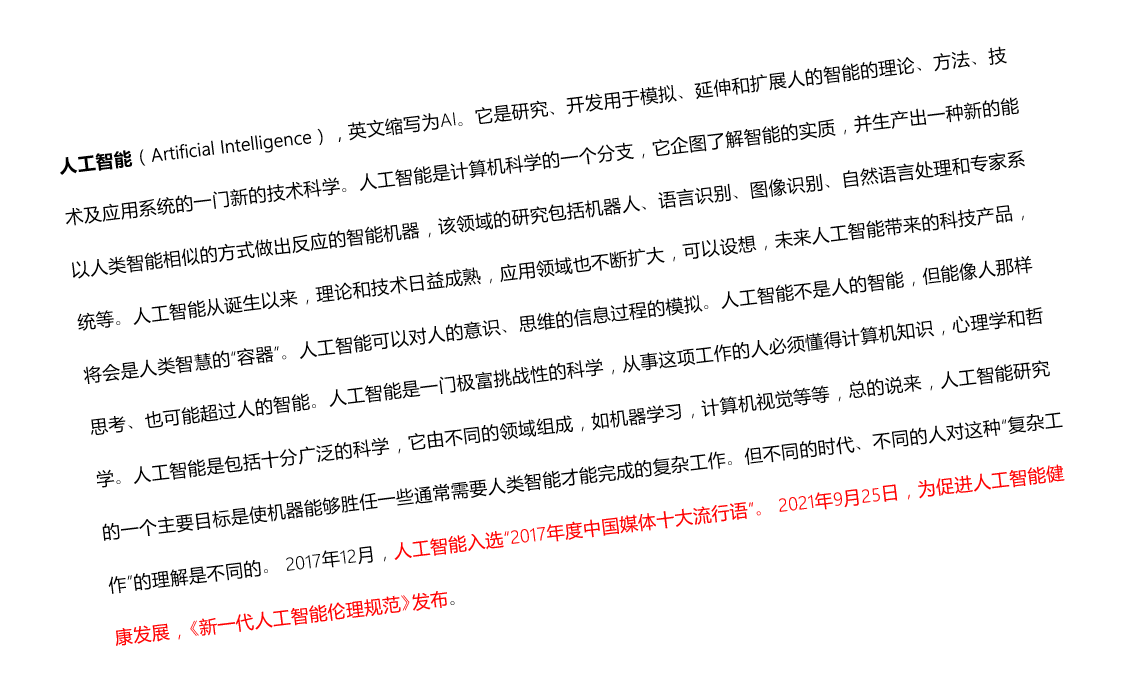 人工智能（Artificial Intelligence），英文缩写为AI。它是研究、开发用于模拟、延伸和扩展人的智能的理论、方法、技
术及应用系统的一门新的技术科学。人工智能是计算机科学的一个分支，它企图了解智能的实质，并生产出一种新的能
以人类智能相似的方式做出反应的智能机器，该领域的研究包括机器人、语言识别、图像识别、自然语言处理和专家系
统等。人工智能从诞生以来，理论和技术日益成熟，应用领域也不断扩大，可以设想，未来人工智能带来的科技产品，
将会是人类智慧的“容器”。人工智能可以对人的意识、思维的信息过程的模拟。人工智能不是人的智能，但能像人那样
思考、也可能超过人的智能。人工智能是一门极富挑战性的科学，从事这项工作的人必须懂得计算机知识，心理学和哲
学。人工智能是包括十分广泛的科学，它由不同的领域组成，如机器学习，计算机视觉等等，总的说来，人工智能研究
的一个主要目标是使机器能够胜任一些通常需要人类智能才能完成的复杂工作。但不同的时代、不同的人对这种“复杂工
作”的理解是不同的。 2017年12月，人工智能入选“2017年度中国媒体十大流行语”。 2021年9月25日，为促进人工智能健
康发展，《新一代人工智能伦理规范》发布。